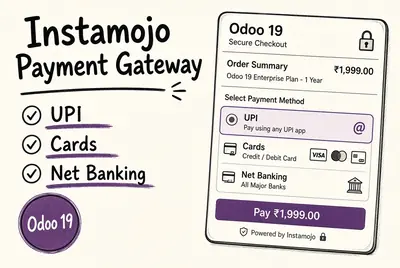 Instamojo
Payment Gateway
UPI
Cards
Net Banking
Odoo 19
Odoo 19
Secure Checkout
Order Summary
Odoo 19 Enterprise Plan - 1 Year
₹1,999.00
Select Payment Method
UPI
Pay using any UPI app
@
Cards
Credit / Debit Card
VISA
Net Banking
All Major Banks
Pay ₹1,999.00
Powered by Instamojo